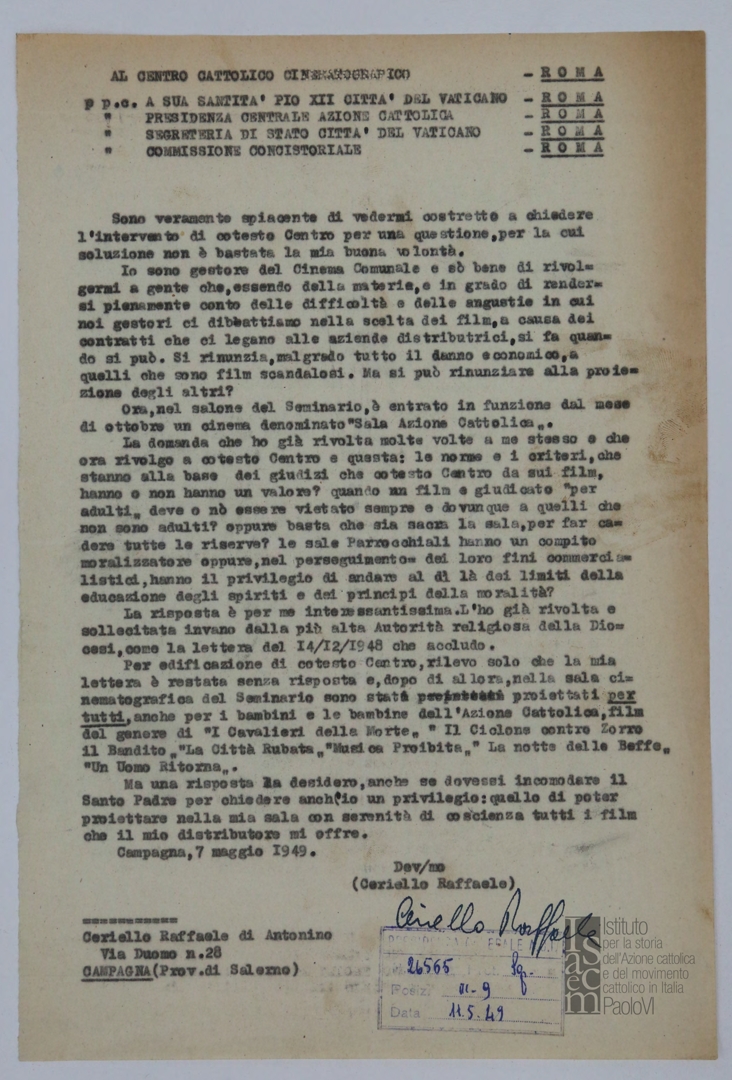 AL CENTRO CATTOLICO CINEMATOGRAFICO - ROMA
p p.c. A SUA SANTITA' PIO XII CITTA' DEL VATICANO - ROMA
" PRESIDENZA CENTRALE AZIONE CATTOLICA - ROMA
" SEGRETERIA DI STATO CITTA' DEL VATICANO - ROMA
" COMMISSIONE CONCISTORIALE - ROMA
Sono veramente spiacente di vedermi costretto a chiedere
l'intervento di cotesto Centro per una questione,per la cui
soluzione non è bastata la mia buona volontà.
Io sono gestore del Cinema Comunale e sò bene di rivol=
germi a gente che,essendo della materia,e in grado di render=
si pienamente conto delle difficoltà e delle angustie in cui
noi gestori ci dibbattiamo nella scelta dei film,a causa dei
contratti che ci legano alle aziende distributrici,si fa quan=
do si può. Si rinunzia,malgrado tutto il danno economico,a
quelli che sono film scandalosi. Ma si può rinunziare alla proie=
zione degli altri?
Ora,nel salone del Seminario,è entrato in funzione dal mese
di ottobre un cinema denominato"Sala Azione Cattolica„.
La domanda che ho già rivolta molte volte a me stesso e che
ora rivolgo a cotesto Centro e questa: le norme e i criteri,che
stanno alla base dei giudizi che cotesto Centro da sui film,
hanno o non hanno un valore? quando un film e giudicato "per
adulti„ deve o nò essere vietato sempre e dovunque a quelli che
non sono adulti? oppure basta che sia sacra la sala,per far ca=
dere tutte le riserve? le sale Parrocchiali hanno un compito
moralizzatore oppure,nel perseguimento= dei loro fini commercia=
listici,hanno il privilegio di andare al di là dei limiti della
educazione degli spiriti e dei principi della moralità?
La risposta è per me interessantissima.L'ho già rivolta e
sollecitata invano dalla più alta Autorità religiosa della Dio=
cesi,come la lettera del I4/I2/I948 che accludo.
Per edificazione di cotesto Centro,rilevo solo che la mia
lettera è restata senza risposta e,dopo di allora,nella sala ci=
nematografica del Seminario sono stati proiettati per
tutti,anche per i bambini e le bambine dell'Azione Cattolica,film
del genere di "I Cavalieri della Morte„ " Il Ciclone contro Zorro
il Bandito„"La Città Rubata„"Musica Proibita„" La notte delle Beffe„
"Un Uomo Ritorna„.
Ma una risposta la desidero,anche se dovessi incomodare il
Santo Padre per chiedere anch'io un privilegio:quello di poter
proiettare nella mia sala con serenità di coscienza tutti i film
che il mio distributore mi offre.
Campagna,7 maggio I949.
Dev/mo
(Ceriello Raffaele)
Ceriello Raffaele
===========
Ceriello Raffaele di Antonino
Via Duomo n.28
CAMPAGNA(Prov.di Salerno)
26565 Sq.
Posiz. VI-9
Data 11.5.49
Isacem
Istituto
per la storia
dell'Azione cattolica
e del movimento
cattolico in Italia
PaoloVI